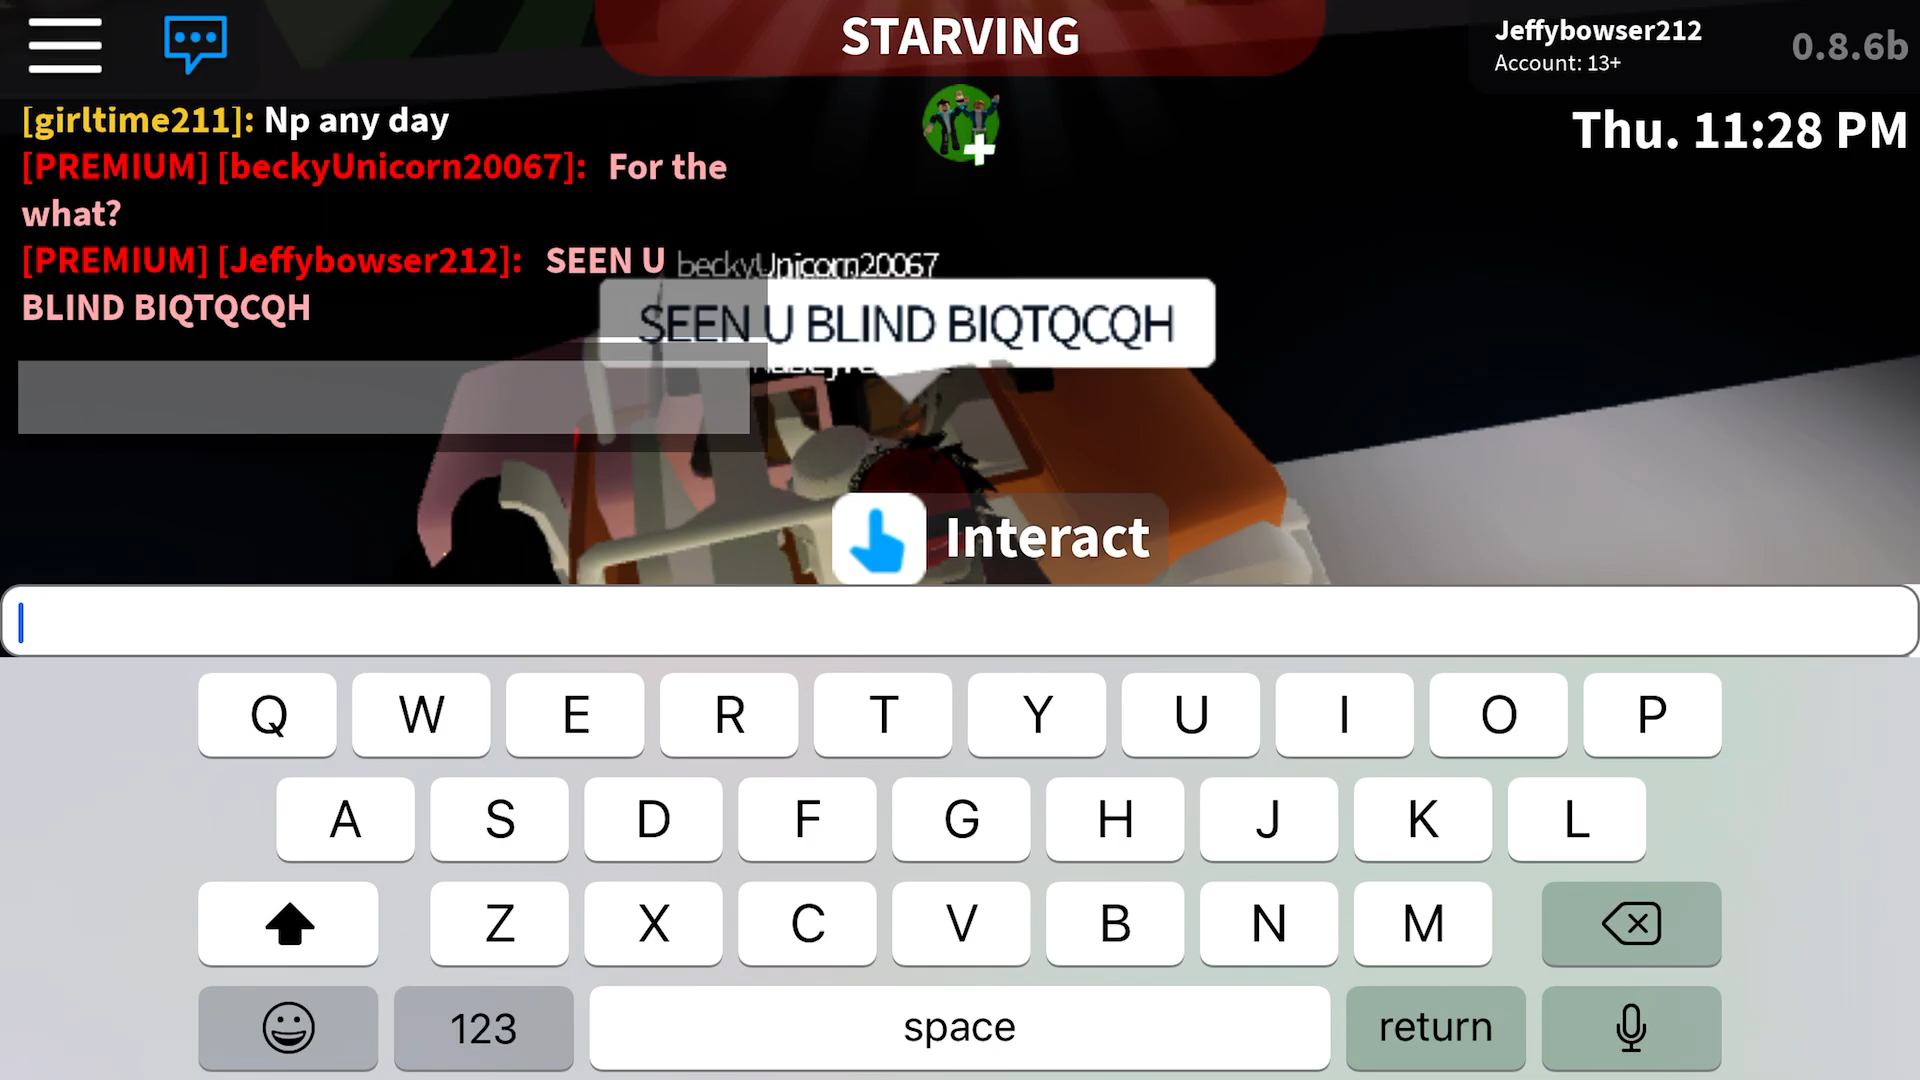 STARVING
Jeffybowser212
Account: 13+
0.8.6b
Thu. 11:28 PM
[girltime211]: Np any day
[PREMIUM] [beckyUnicorn20067]: For the
what?
[PREMIUM] [Jeffybowser212]: SEEN U
BLIND BIQTQCQH
beckyUnicorn20067
SEEN U BLIND BIQTQCQH
Interact
Q W E R T Y U I O P
A S D F G H J K L
Z X C V B N M
123 space return